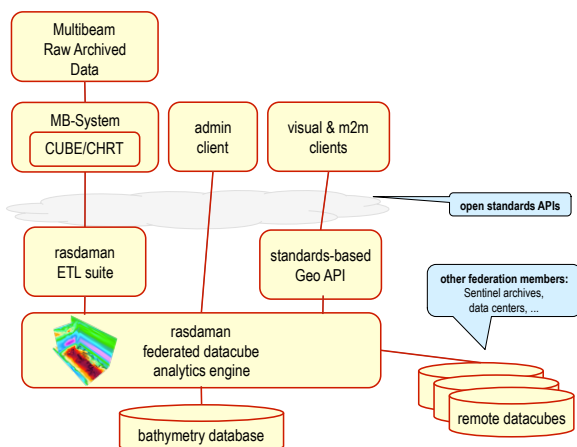 Multibeam
Raw Archived
Data
MB-System
CUBE/CHRT
admin
client
visual & m2m
clients
open standards APIs
rasdaman
ETL suite
standards-based
Geo API
other federation members:
Sentinel archives,
data centers, ...
rasdaman
federated datacube
analytics engine
remote datacubes
bathymetry database